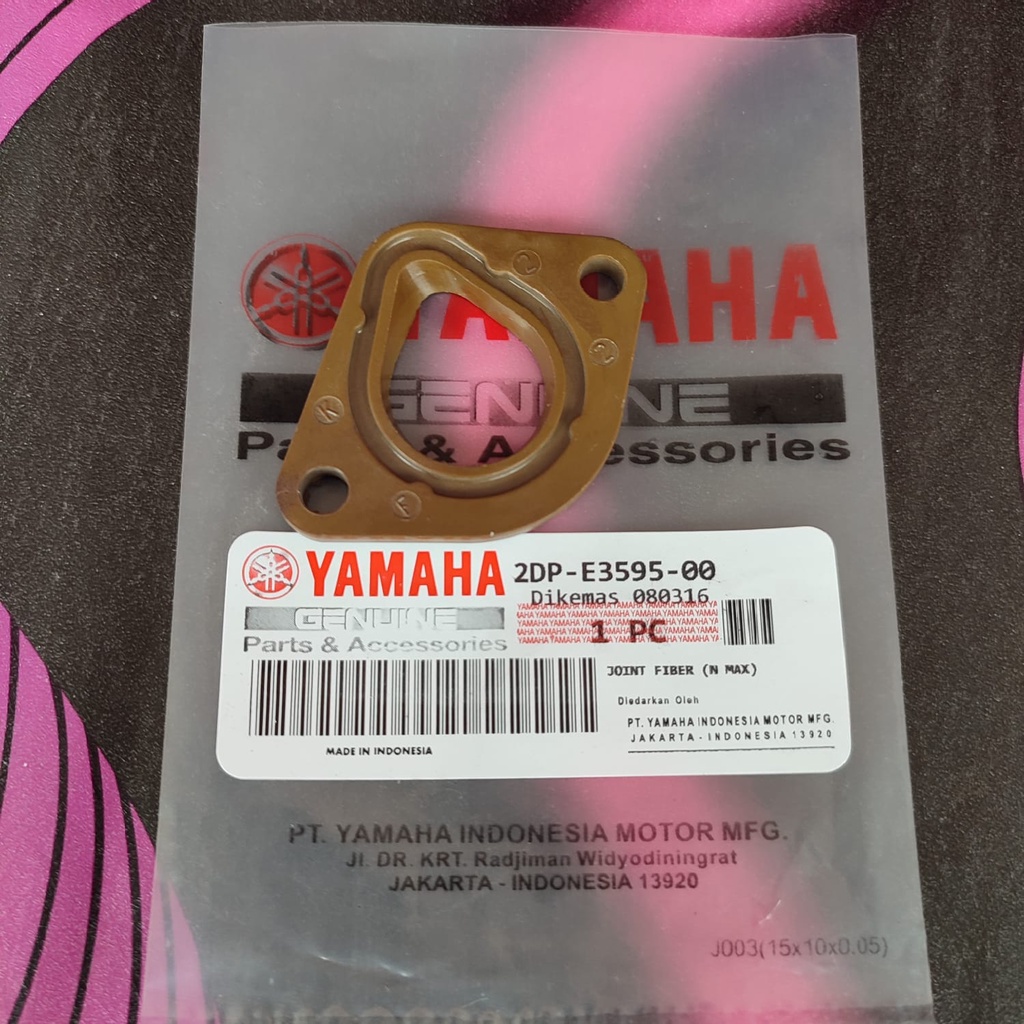 YAMAHA
GENUINE
Parts & Accessories
2
2
K
F
YAMAHA 2DP-E3595-00
Dikemas 080316
GENUINE
1 PC
Parts & Accessories
JOINT FIBER (N MAX)
Diedarkan Oleh
PT. YAMAHA INDONESIA MOTOR MFG.
JAKARTA - INDONESIA 13920
MADE IN INDONESIA
PT. YAMAHA INDONESIA MOTOR MFG.
Jl. DR. KRT. Radjiman Widyodiningrat
JAKARTA - INDONESIA 13920
J003(15x10x0.05)